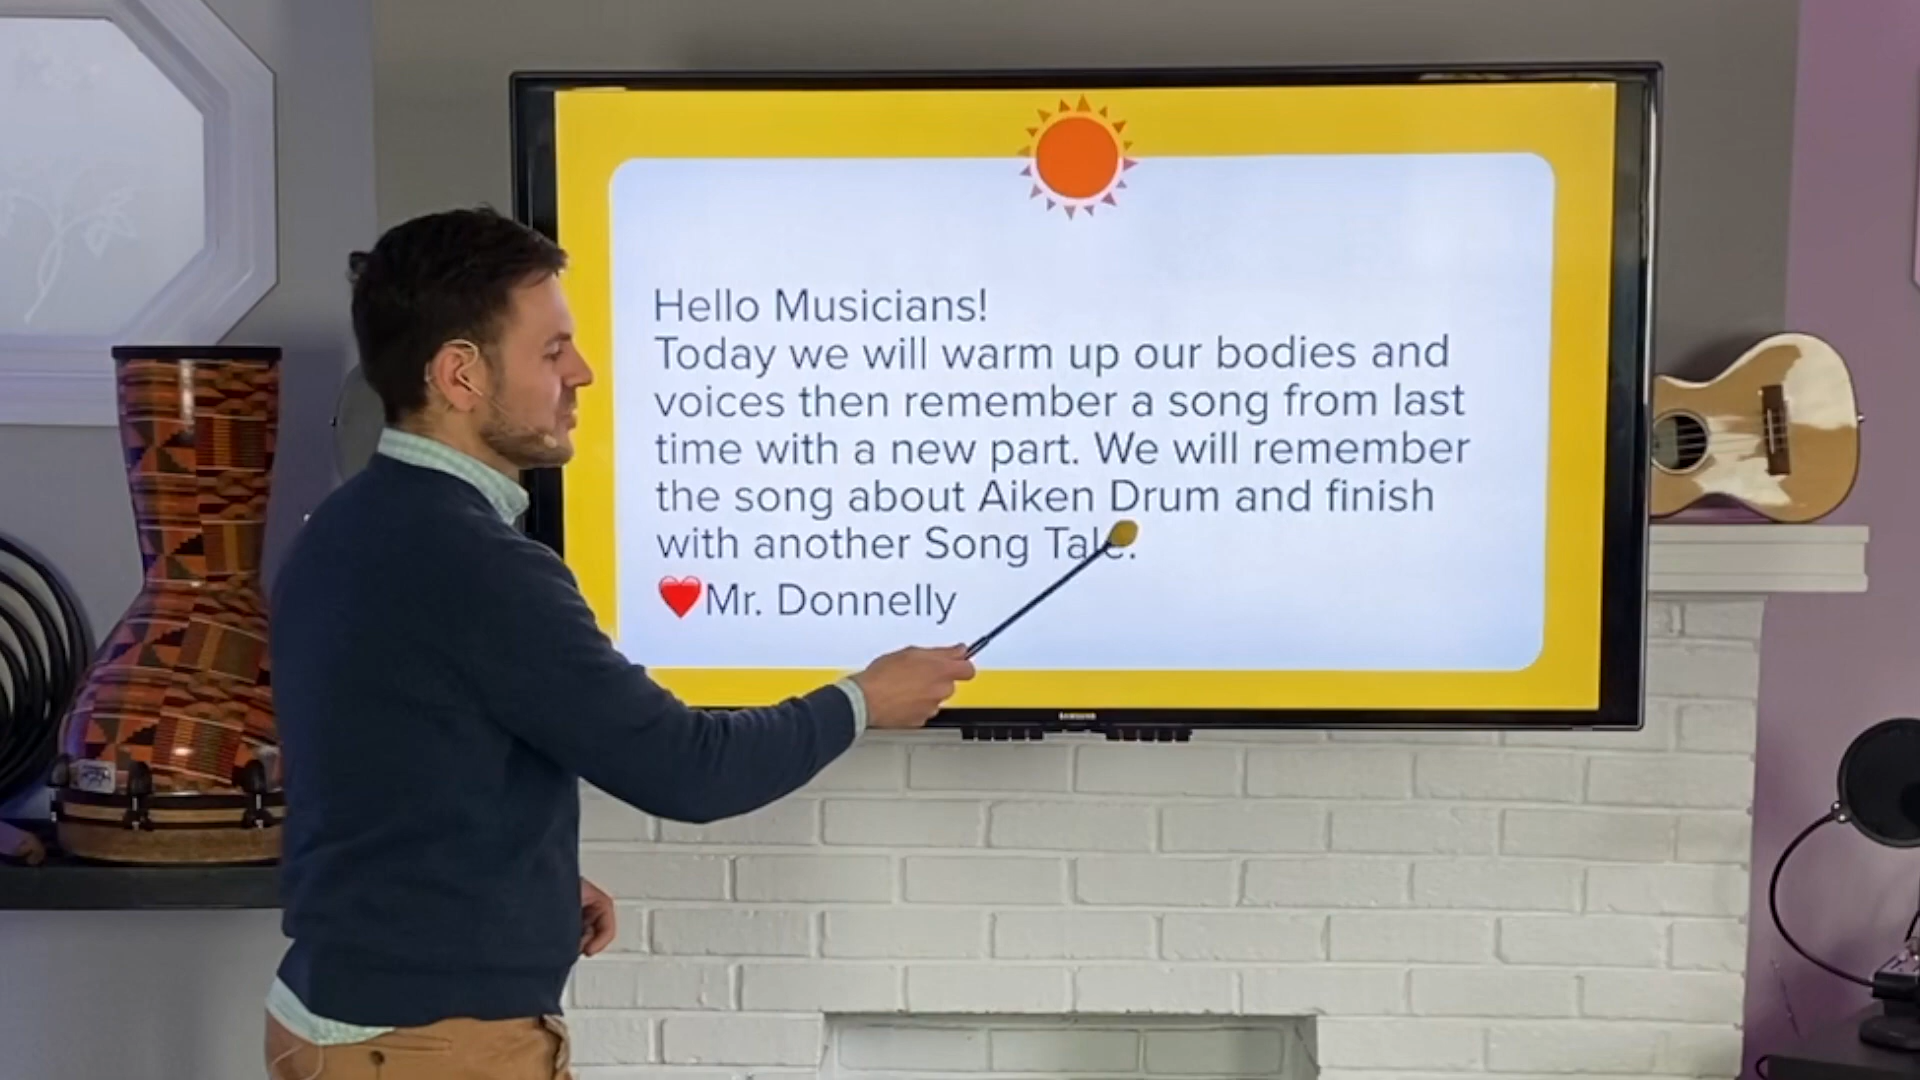 Hello Musicians!
Today we will warm up our bodies and
voices then remember a song from last
time with a new part. We will remember
the song about Aiken Drum and finish
with another Song Tale.
❤️Mr. Donnelly
SAMSUNG